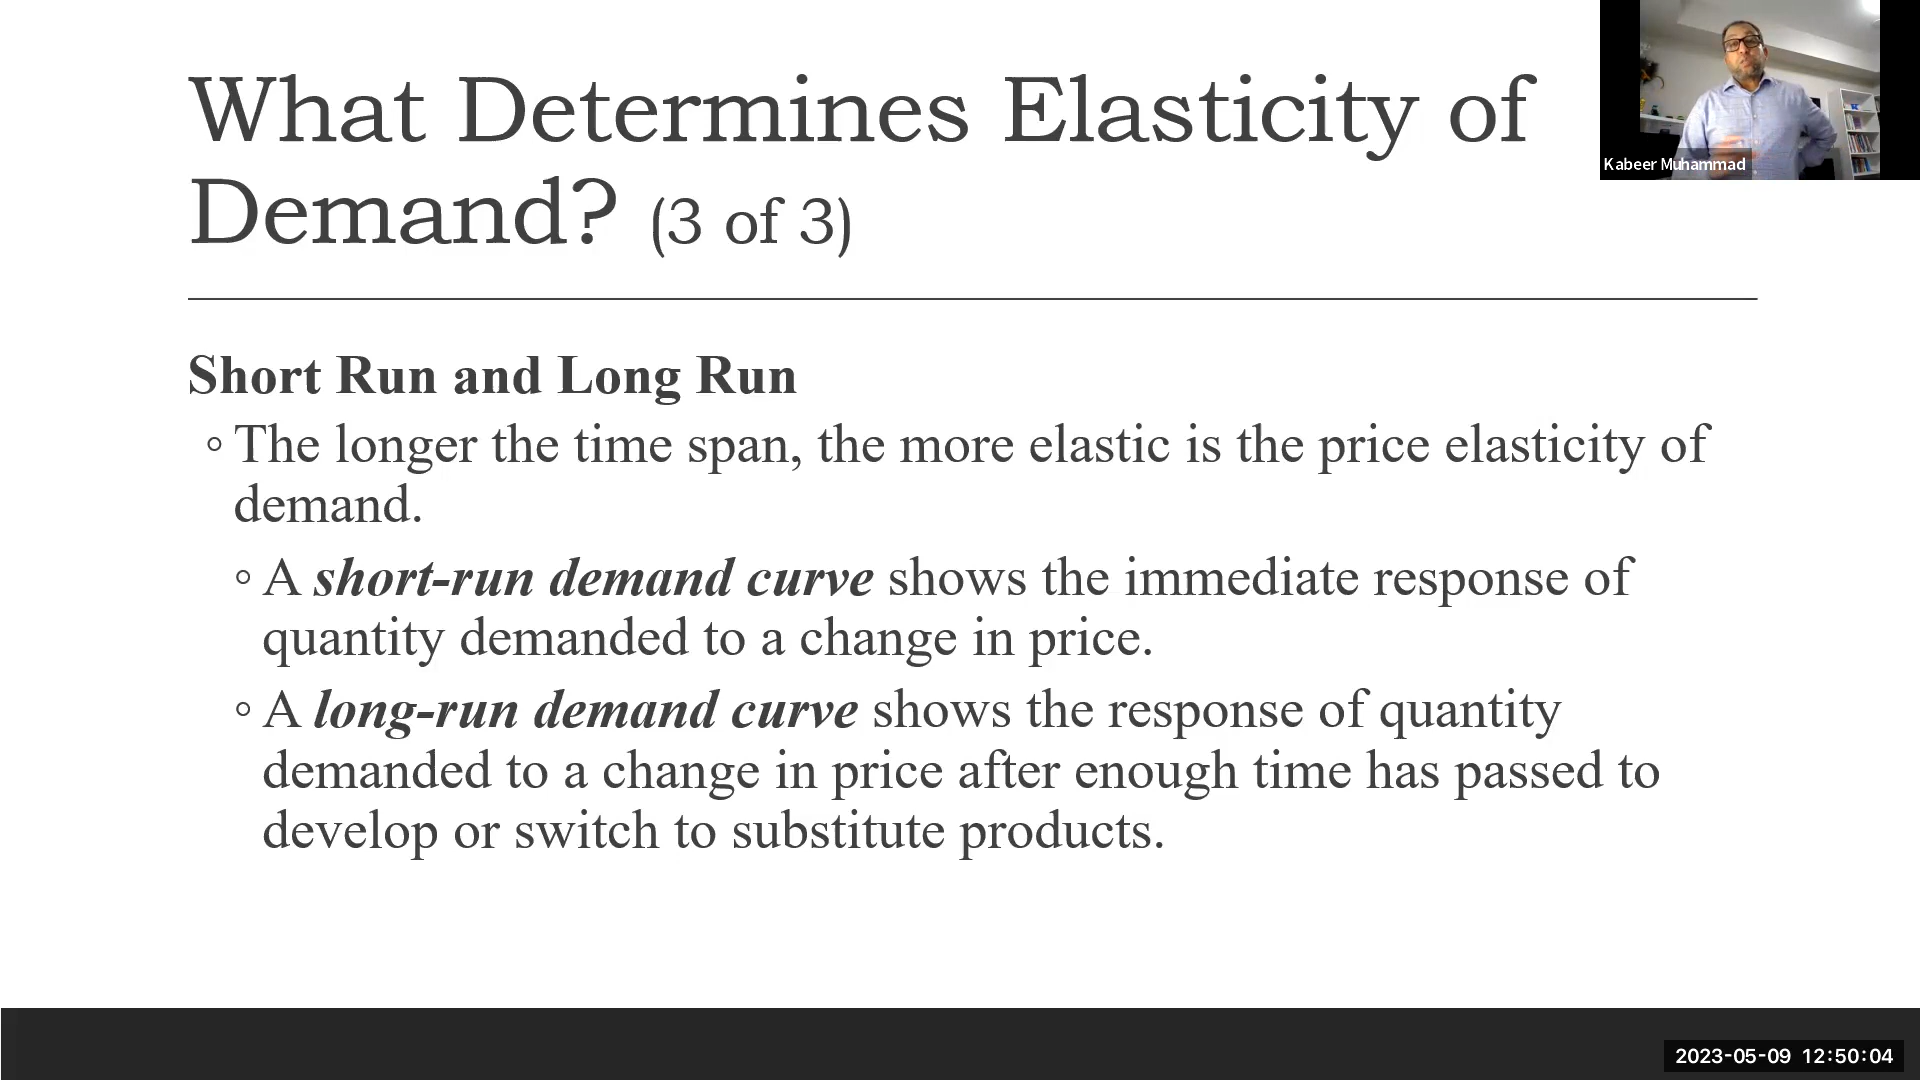 What Determines Elasticity of
Demand? (3 of 3)
Kabeer Muhammad
Short Run and Long Run
◦ The longer the time span, the more elastic is the price elasticity of
demand.
◦ A short-run demand curve shows the immediate response of
quantity demanded to a change in price.
◦ A long-run demand curve shows the response of quantity
demanded to a change in price after enough time has passed to
develop or switch to substitute products.
2023-05-09 12:50:04